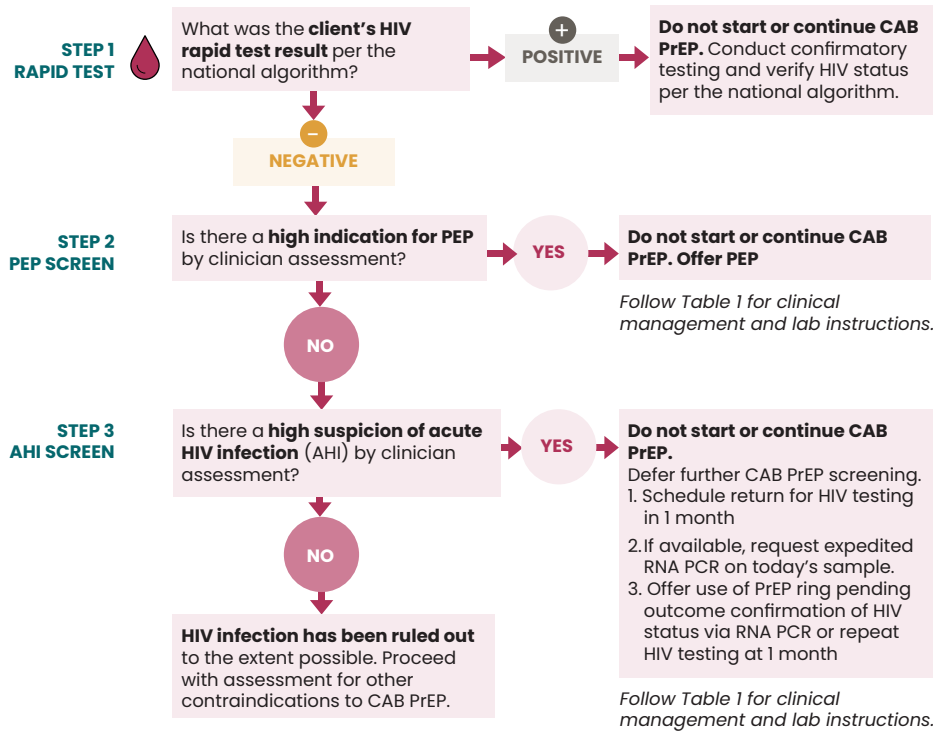 STEP 1
RAPID TEST
What was the client's HIV
rapid test result per the
national algorithm?
+
POSITIVE
Do not start or continue CAB
PrEP. Conduct confirmatory
testing and verify HIV status
per the national algorithm.
−
NEGATIVE
STEP 2
PEP SCREEN
Is there a high indication for PEP
by clinician assessment?
YES
Do not start or continue CAB
PrEP. Offer PEP
Follow Table 1 for clinical
management and lab instructions.
NO
STEP 3
AHI SCREEN
Is there a high suspicion of acute
HIV infection (AHI) by clinician
assessment?
YES
Do not start or continue CAB
PrEP.
Defer further CAB PrEP screening.
1. Schedule return for HIV testing
in 1 month
2.If available, request expedited
RNA PCR on today's sample.
3. Offer use of PrEP ring pending
outcome confirmation of HIV
status via RNA PCR or repeat
HIV testing at 1 month
Follow Table 1 for clinical
management and lab instructions.
NO
HIV infection has been ruled out
to the extent possible. Proceed
with assessment for other
contraindications to CAB PrEP.